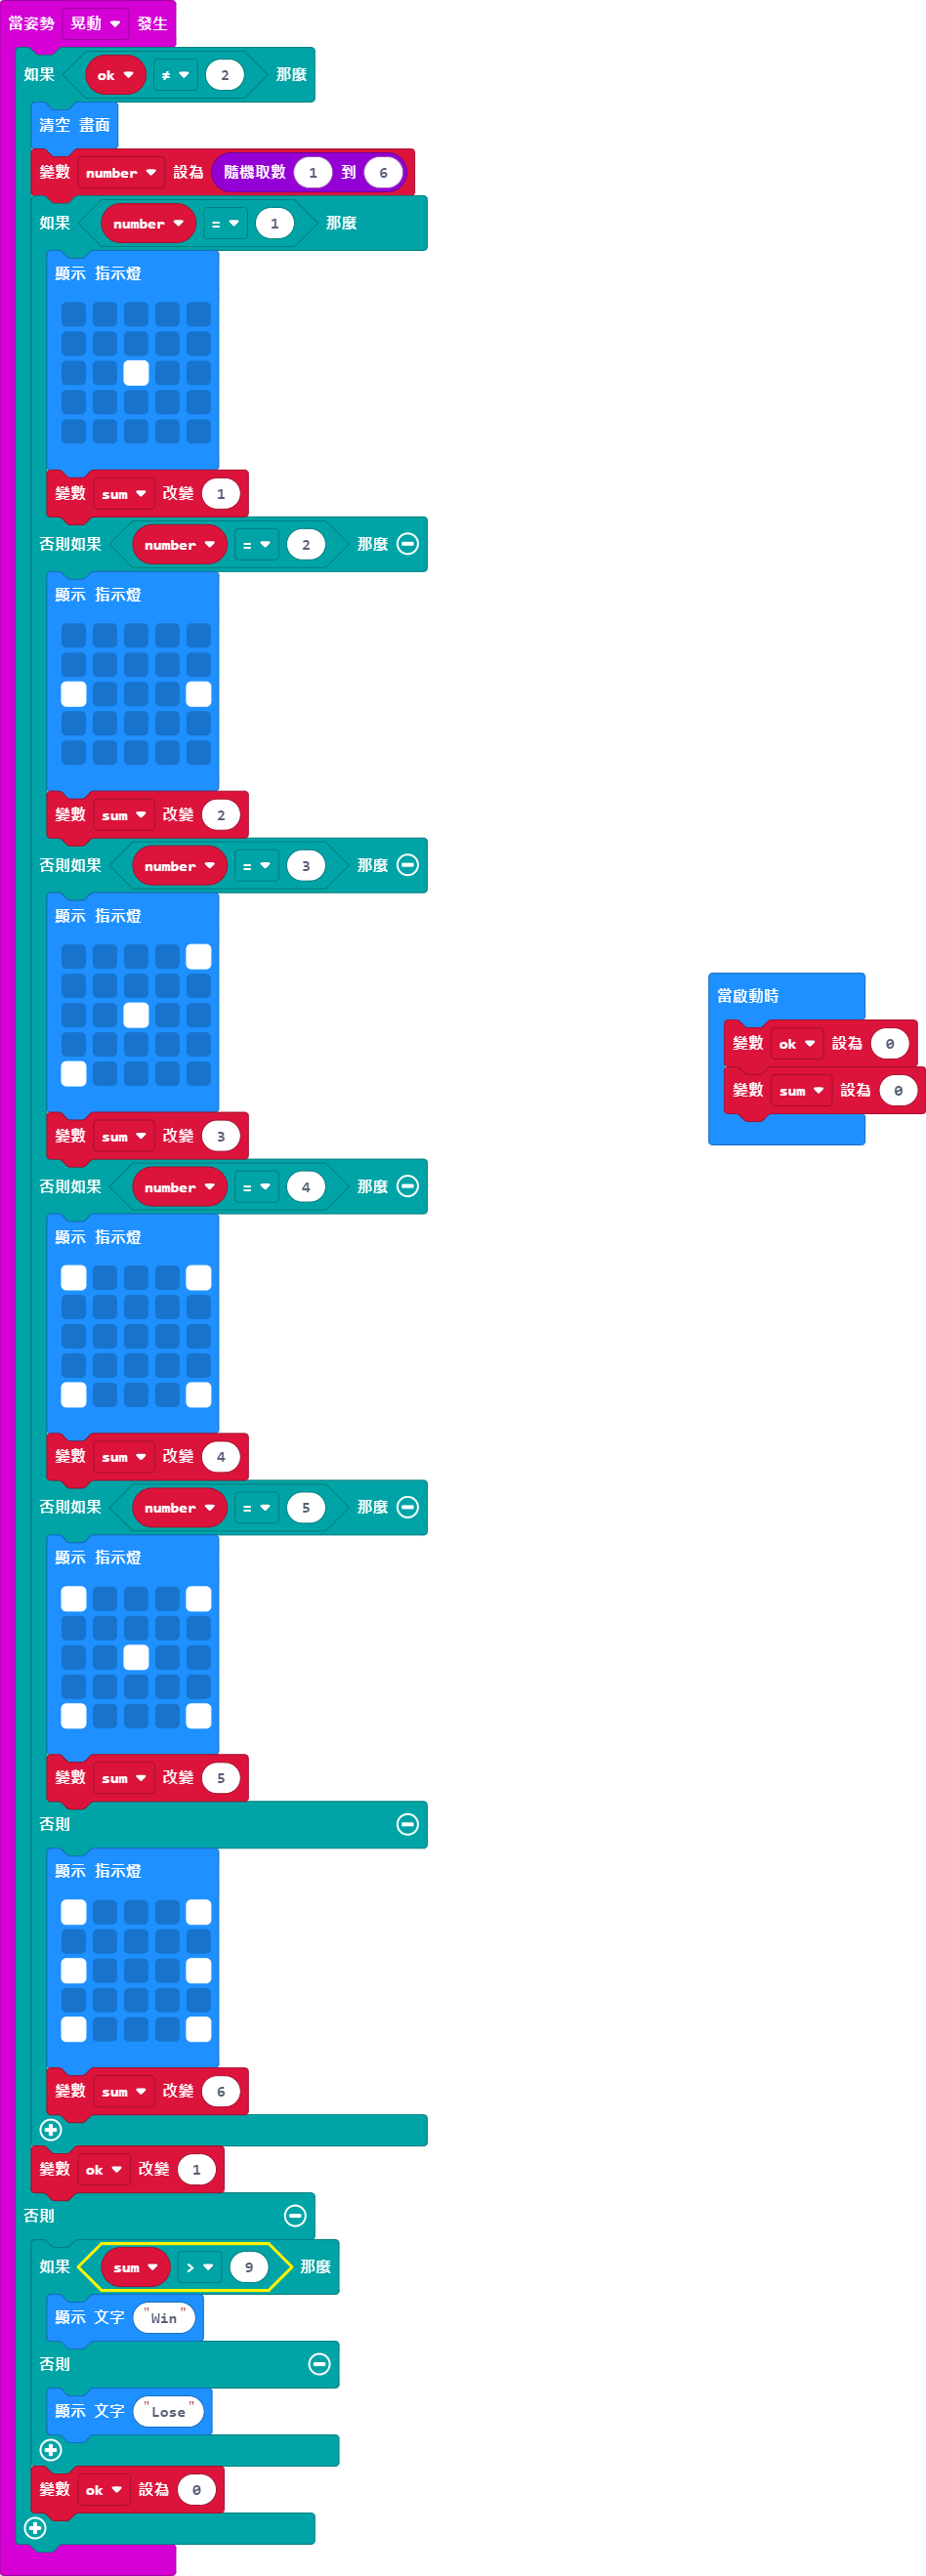 當姿勢 晃動 發生
如果 ok ≠ 2 那麼
清空 畫面
變數 number 設為 隨機取數 1 到 6
如果 number = 1 那麼
顯示 指示燈
變數 sum 改變 1
否則如果 number = 2 那麼
顯示 指示燈
變數 sum 改變 2
否則如果 number = 3 那麼
顯示 指示燈
變數 sum 改變 3
否則如果 number = 4 那麼
顯示 指示燈
變數 sum 改變 4
否則如果 number = 5 那麼
顯示 指示燈
變數 sum 改變 5
否則
顯示 指示燈
變數 sum 改變 6
變數 ok 改變 1
否則
如果 sum > 9 那麼
顯示 文字 "Win"
否則
顯示 文字 "Lose"
變數 ok 設為 0
當啟動時
變數 ok 設為 0
變數 sum 設為 0